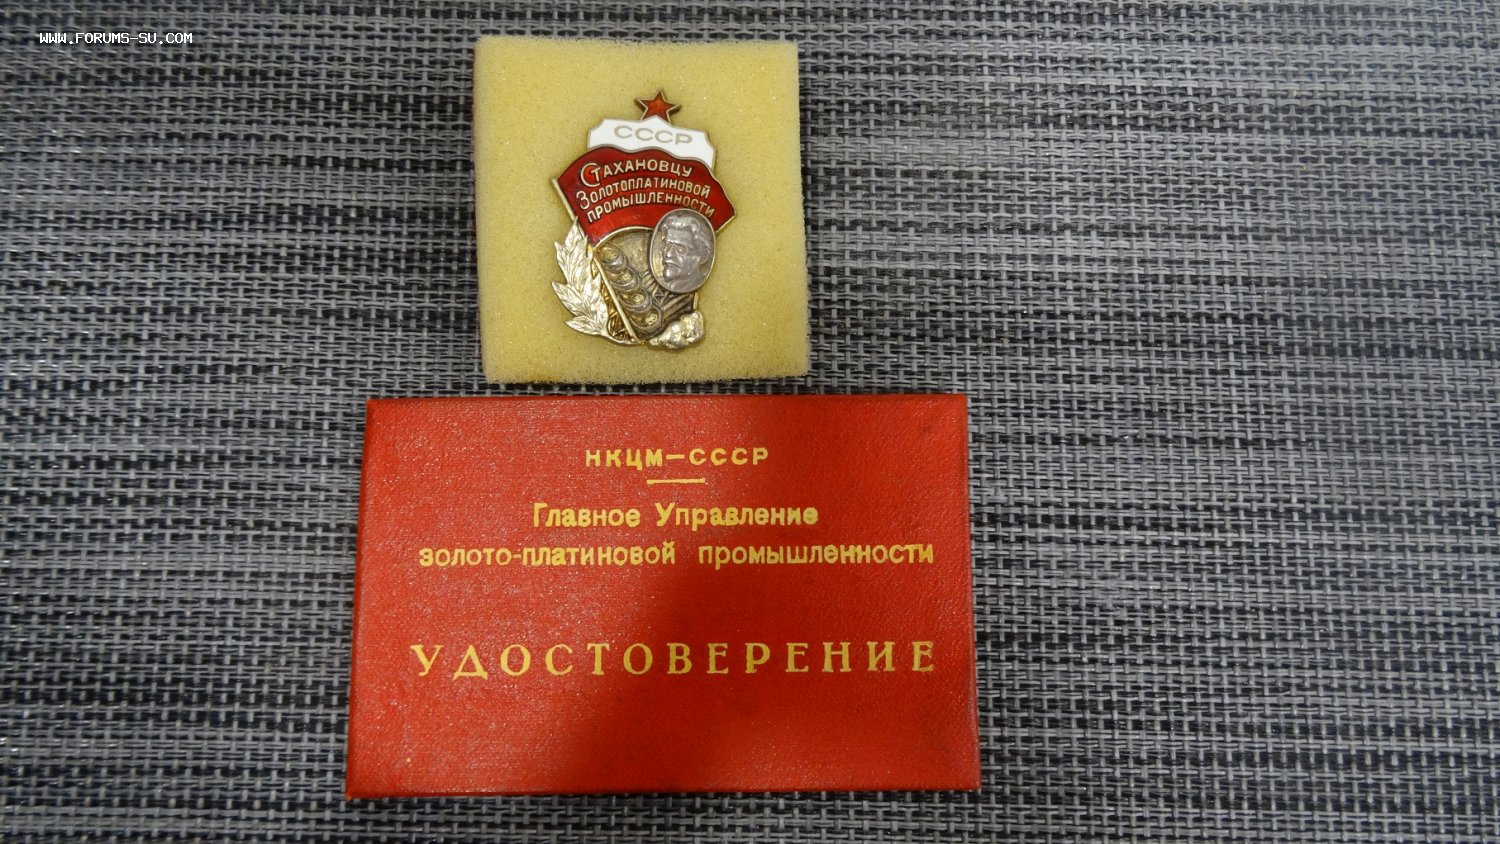 WWW.FORUMS-SU.COM
СССР
СТАХАНОВЦУ
ЗОЛОТОПЛАТИНОВОЙ
ПРОМЫШЛЕННОСТИ
НКЦМ—СССР
Главное Управление
золото-платиновой промышленности
УДОСТОВЕРЕНИЕ